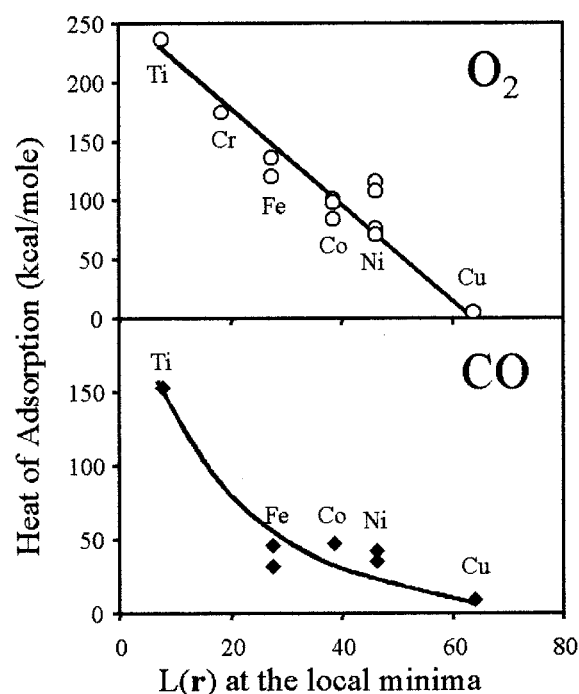 Heat of Adsorption (kcal/mole)
250
200
150
100
50
0
O2
Ti
Cr
Fe
Co
Ni
Cu
150
100
50
0
CO
Ti
Fe
Co
Ni
Cu
0 20 40 60 80
L(r) at the local minima